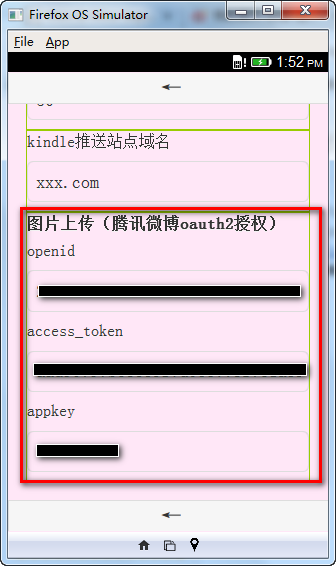 Firefox OS Simulator
File App
1:52 PM
kindle推送站点域名
xxx.com
图片上传（腾讯微博oauth2授权）
openid
access_token
appkey